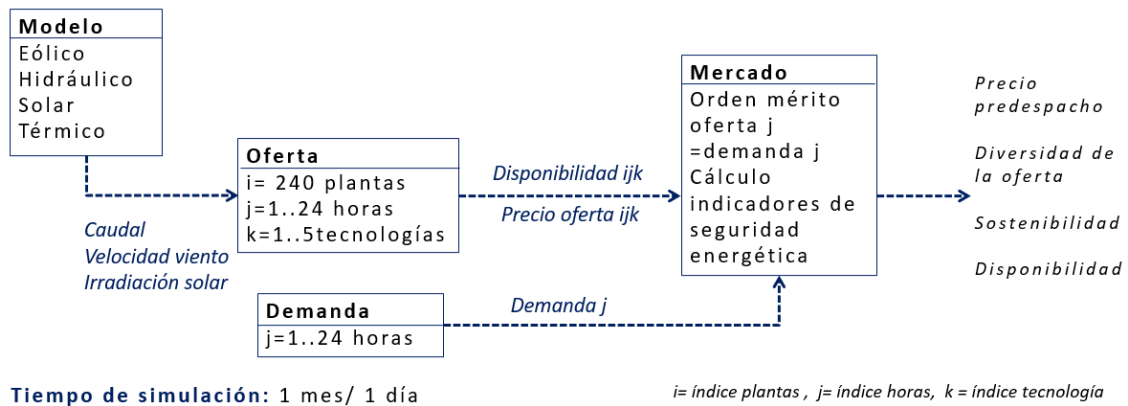 Modelo
Eólico
Hidráulico
Solar
Térmico
Caudal
Velocidad viento
Irradiación solar
Oferta
i= 240 plantas
j=1..24 horas
k=1..5tecnologías
Demanda
j=1..24 horas
Disponibilidad ijk
Precio oferta ijk
Demanda j
Mercado
Orden mérito
oferta j
=demanda j
Cálculo
indicadores de
seguridad
energética
Precio
predespacho
Diversidad de
la oferta
Sostenibilidad
Disponibilidad
Tiempo de simulación: 1 mes/ 1 día
i= índice plantas , j= índice horas, k = índice tecnología